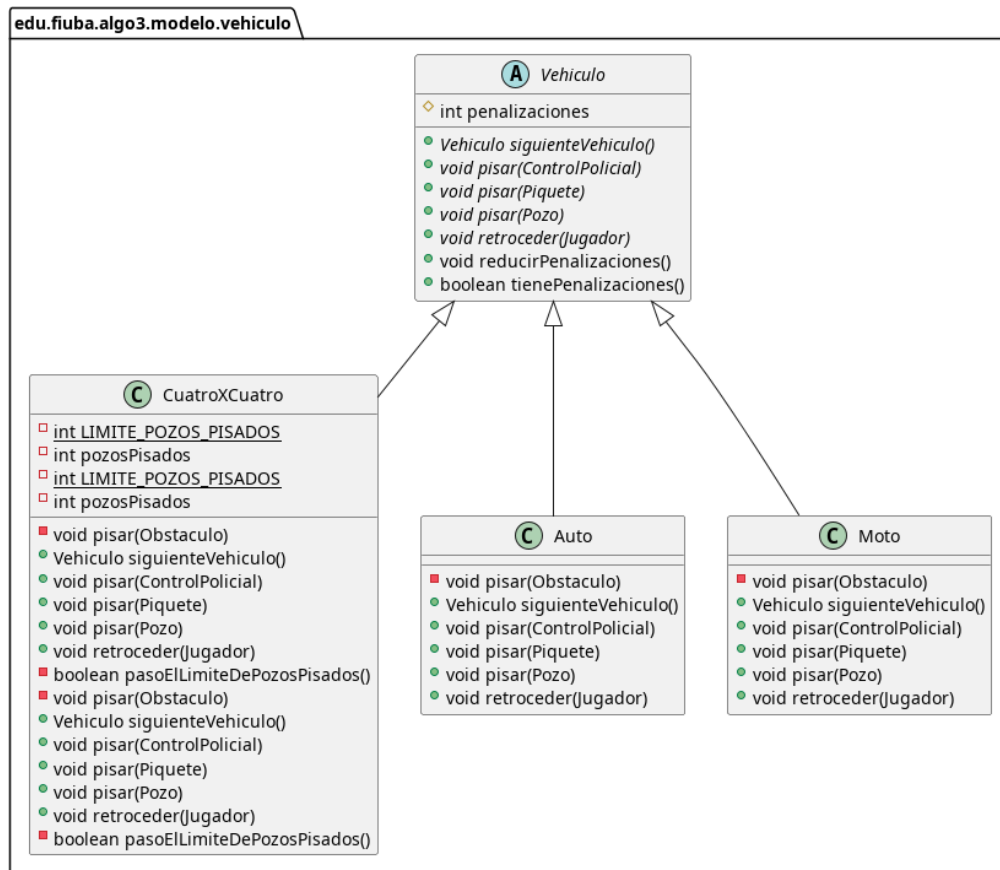 edu.fiuba.algo3.modelo.vehiculo
A Vehiculo
int penalizaciones
Vehiculo siguienteVehiculo()
void pisar(ControlPolicial)
void pisar(Piquete)
void pisar(Pozo)
void retroceder(Jugador)
void reducirPenalizaciones()
boolean tienePenalizaciones()
C CuatroXCuatro
int LIMITE_POZOS_PISADOS
int pozosPisados
int LIMITE_POZOS_PISADOS
int pozosPisados
void pisar(Obstaculo)
Vehiculo siguienteVehiculo()
void pisar(ControlPolicial)
void pisar(Piquete)
void pisar(Pozo)
void retroceder(Jugador)
boolean pasoElLimiteDePozosPisados()
void pisar(Obstaculo)
Vehiculo siguienteVehiculo()
void pisar(ControlPolicial)
void pisar(Piquete)
void pisar(Pozo)
void retroceder(Jugador)
boolean pasoElLimiteDePozosPisados()
C Auto
void pisar(Obstaculo)
Vehiculo siguienteVehiculo()
void pisar(ControlPolicial)
void pisar(Piquete)
void pisar(Pozo)
void retroceder(Jugador)
C Moto
void pisar(Obstaculo)
Vehiculo siguienteVehiculo()
void pisar(ControlPolicial)
void pisar(Piquete)
void pisar(Pozo)
void retroceder(Jugador)